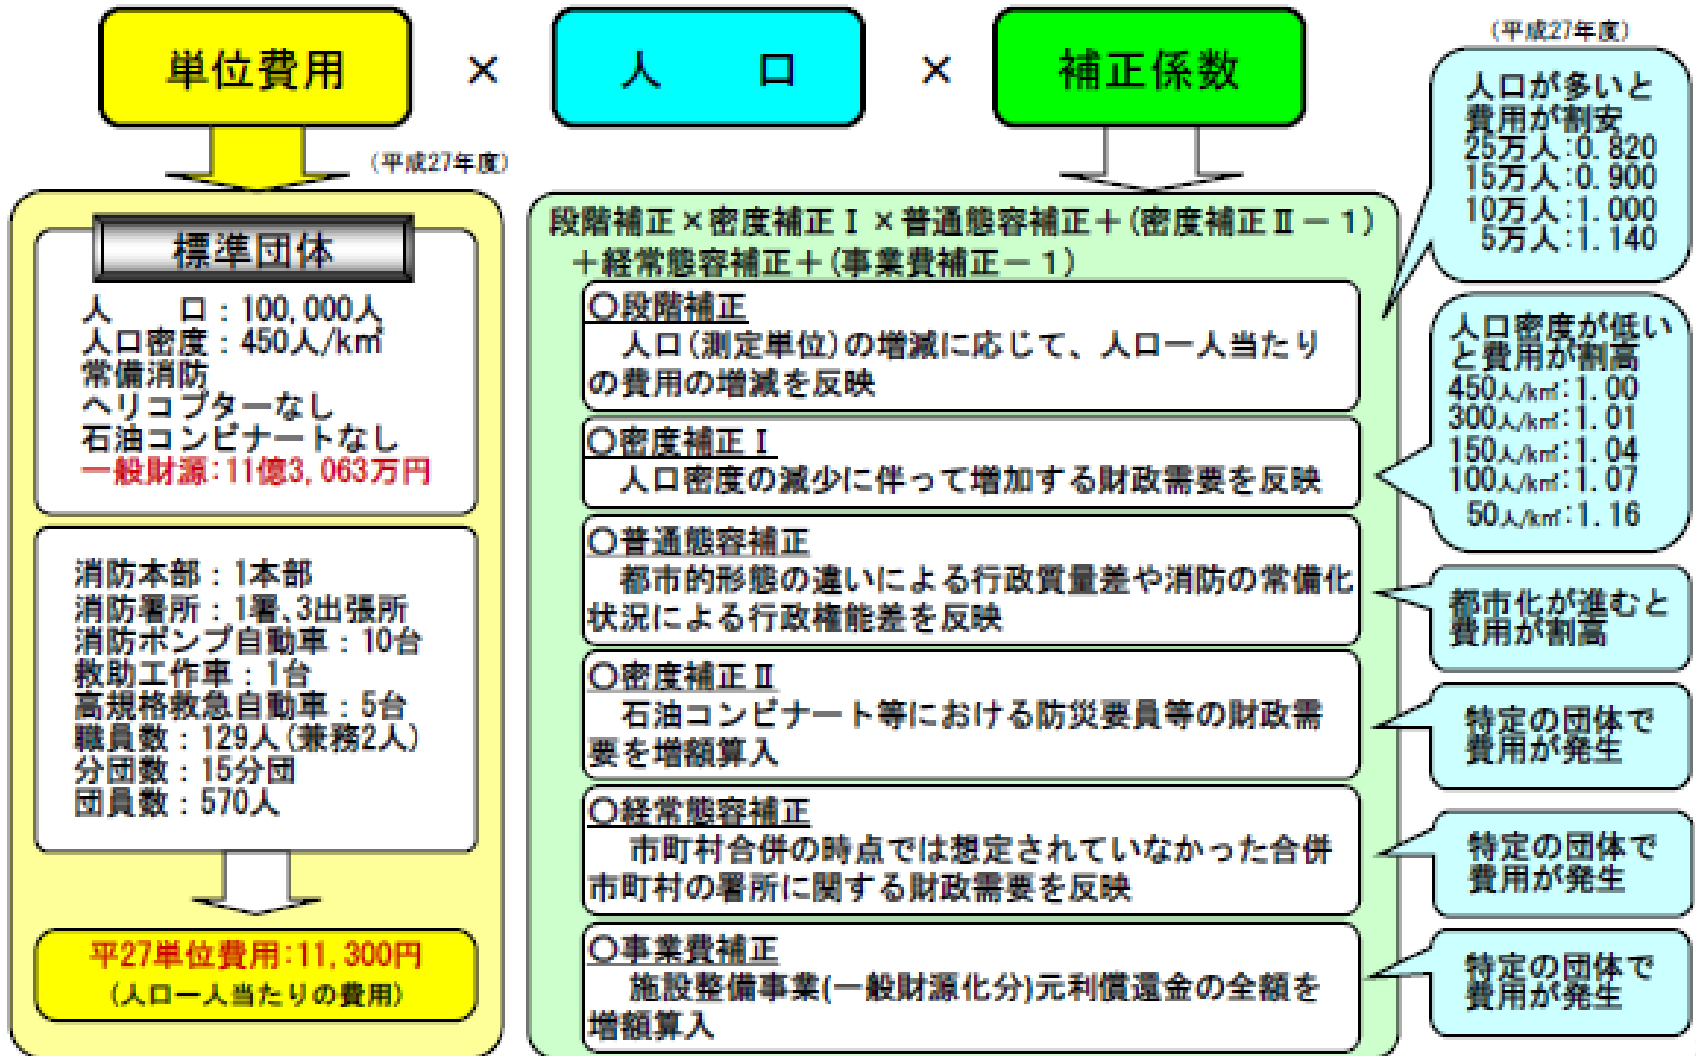 単位費用 × 人　口 × 補正係数
(平成27年度)
標準団体
人　　口：100,000人
人口密度：450人/k㎡
常備消防
ヘリコプターなし
石油コンビナートなし
一般財源:11億3,063万円
消防本部：1本部
消防署所：1署、3出張所
消防ポンプ自動車：10台
救助工作車：1台
高規格救急自動車：5台
職員数：129人(兼務2人)
分団数：15分団
団員数：570人
平27単位費用:11,300円
(人口一人当たりの費用)
段階補正×密度補正Ⅰ×普通態容補正＋(密度補正Ⅱ－1)
＋経常態容補正＋(事業費補正－1)
○段階補正
人口(測定単位)の増減に応じて、人口一人当たり
の費用の増減を反映
○密度補正Ⅰ
人口密度の減少に伴って増加する財政需要を反映
○普通態容補正
都市的形態の違いによる行政質量差や消防の常備化
状況による行政権能差を反映
○密度補正Ⅱ
石油コンビナート等における防災要員等の財政需
要を増額算入
○経常態容補正
市町村合併の時点では想定されていなかった合併
市町村の署所に関する財政需要を反映
○事業費補正
施設整備事業(一般財源化分)元利償還金の全額を
増額算入
(平成27年度)
人口が多いと
費用が割安
25万人:0.820
15万人:0.900
10万人:1.000
5万人:1.140
人口密度が低い
と費用が割高
450人/k㎡:1.00
300人/k㎡:1.01
150人/k㎡:1.04
100人/k㎡:1.07
50人/k㎡:1.16
都市化が進むと
費用が割高
特定の団体で
費用が発生
特定の団体で
費用が発生
特定の団体で
費用が発生